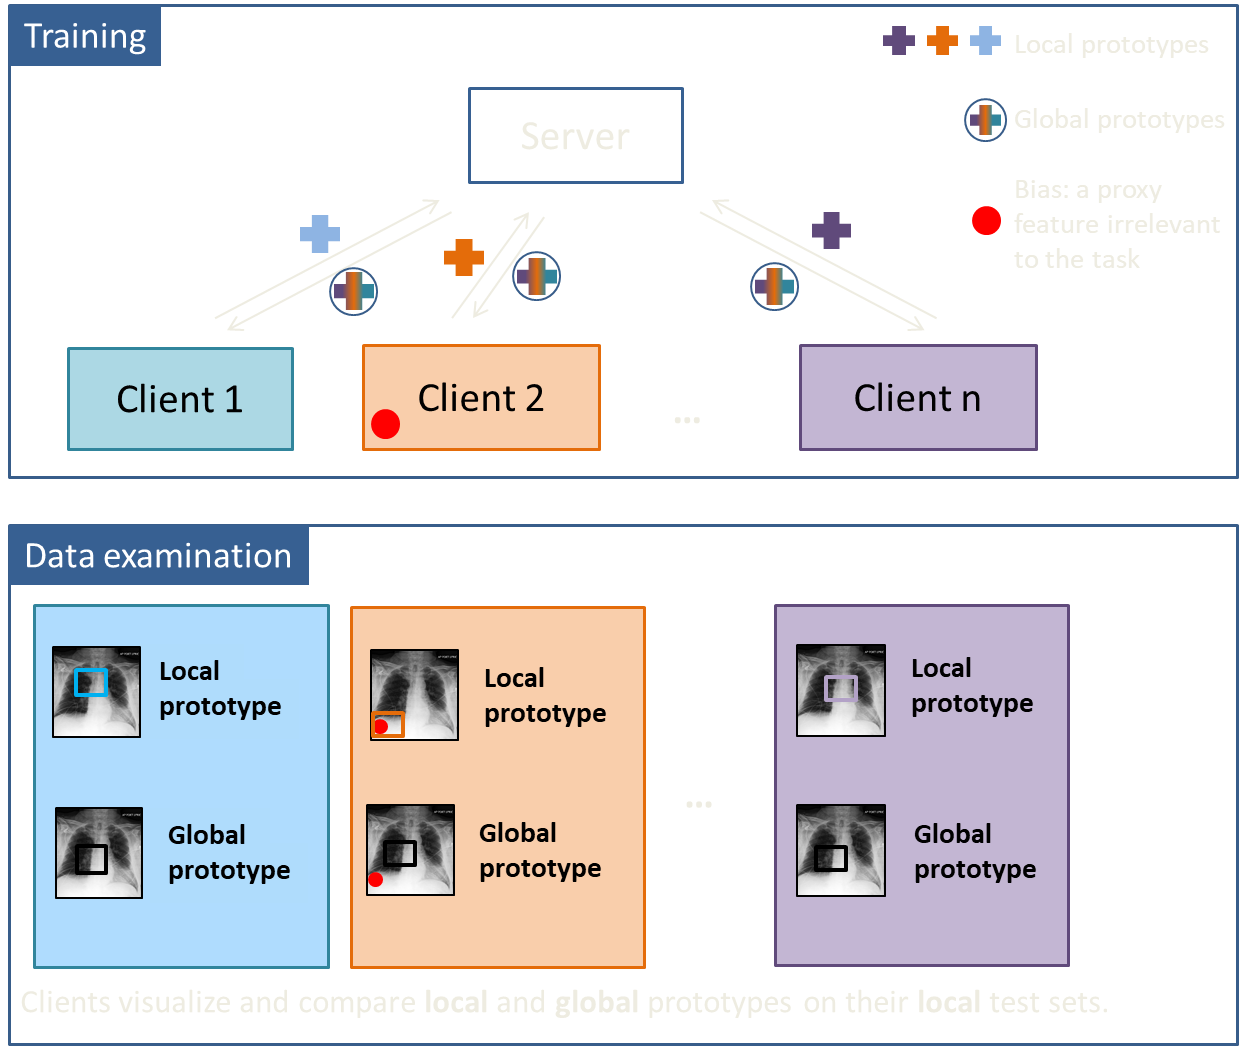 Training
Local prototypes
Global prototypes
Bias: a proxy
feature irrelevant
to the task
Server
Client 1
Client 2
...
Client n
Data examination
Local
prototype
Global
prototype
Local
prototype
Global
prototype
...
Local
prototype
Global
prototype
Clients visualize and compare local and global prototypes on their local test sets.